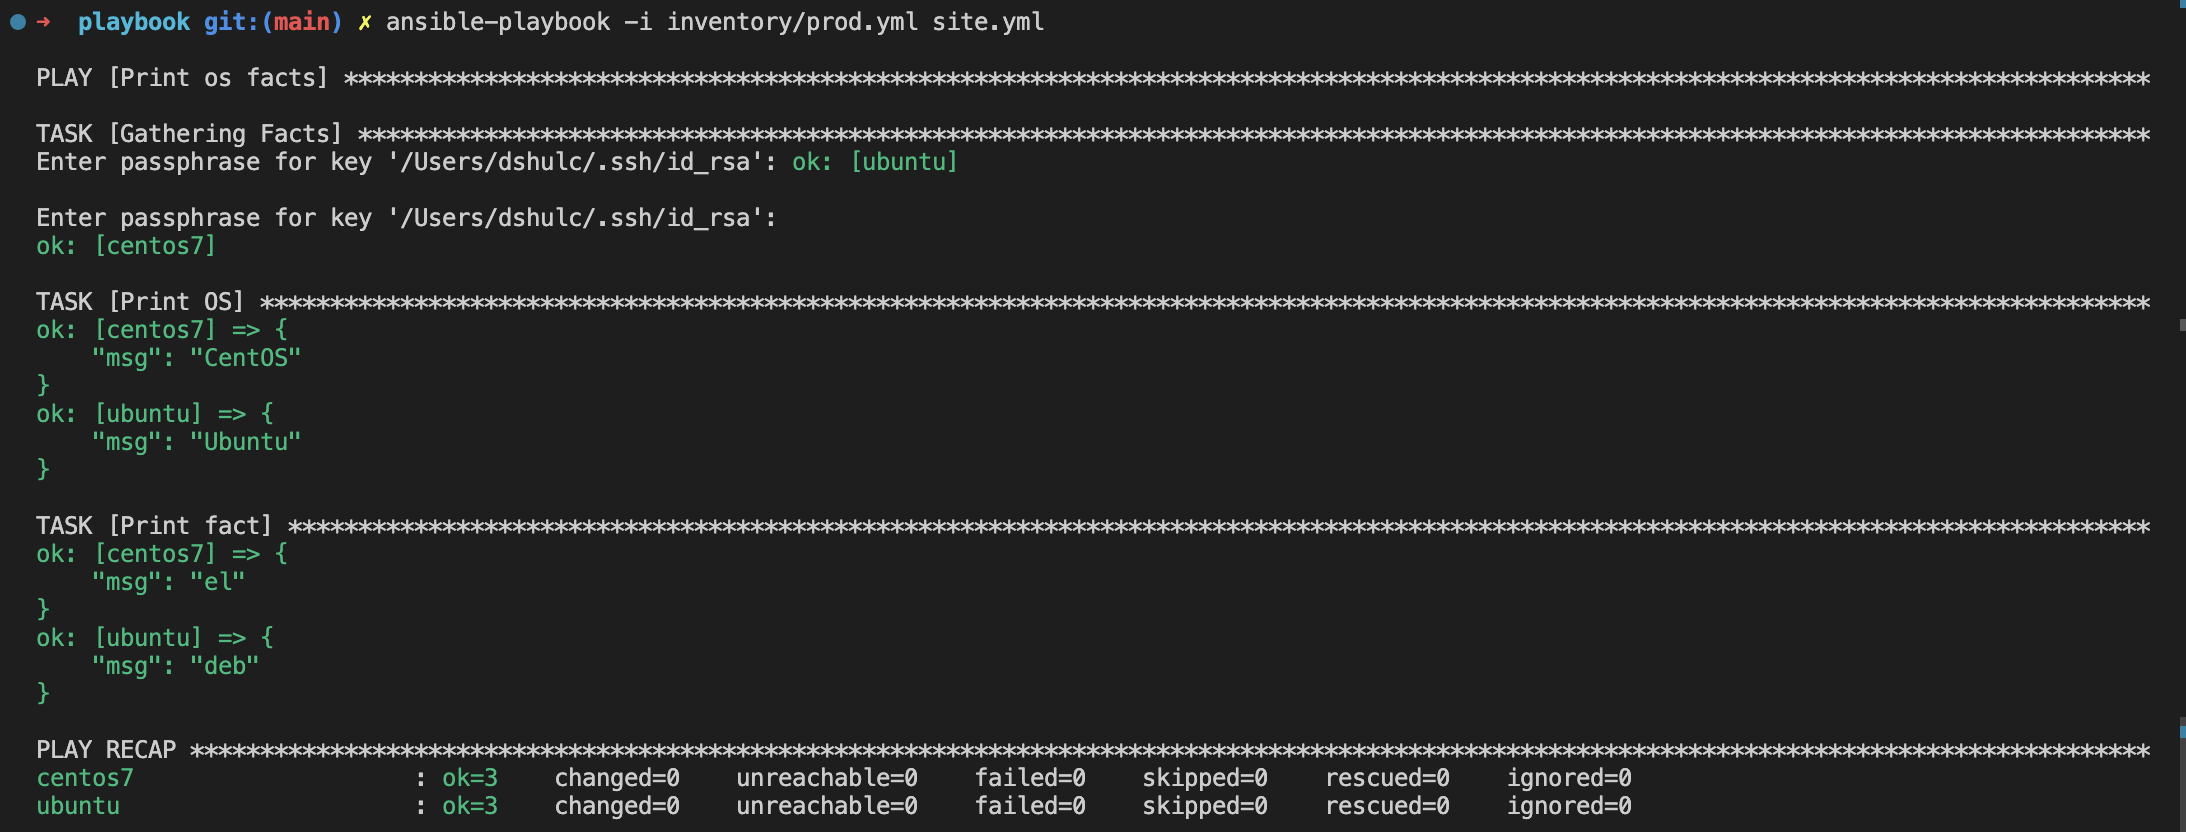 ➜  playbook git:(main) ✗ ansible-playbook -i inventory/prod.yml site.yml

PLAY [Print os facts] *********************************************************************************************************************************

TASK [Gathering Facts] ********************************************************************************************************************************
Enter passphrase for key '/Users/dshulc/.ssh/id_rsa': ok: [ubuntu]

Enter passphrase for key '/Users/dshulc/.ssh/id_rsa':
ok: [centos7]

TASK [Print OS] ***************************************************************************************************************************************
ok: [centos7] => {
    "msg": "CentOS"
}
ok: [ubuntu] => {
    "msg": "Ubuntu"
}

TASK [Print fact] *************************************************************************************************************************************
ok: [centos7] => {
    "msg": "el"
}
ok: [ubuntu] => {
    "msg": "deb"
}

PLAY RECAP ********************************************************************************************************************************************
centos7                    : ok=3    changed=0    unreachable=0    failed=0    skipped=0    rescued=0    ignored=0
ubuntu                     : ok=3    changed=0    unreachable=0    failed=0    skipped=0    rescued=0    ignored=0